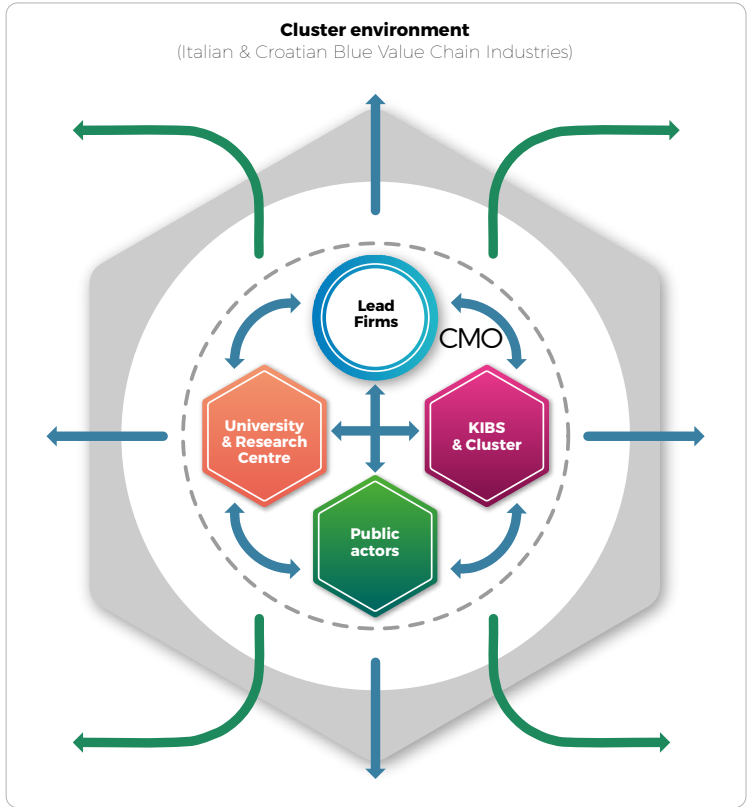 Cluster environment
(Italian & Croatian Blue Value Chain Industries)
Lead
Firms
CMO
University
& Research
Centre
KIBS
& Cluster
Public
actors